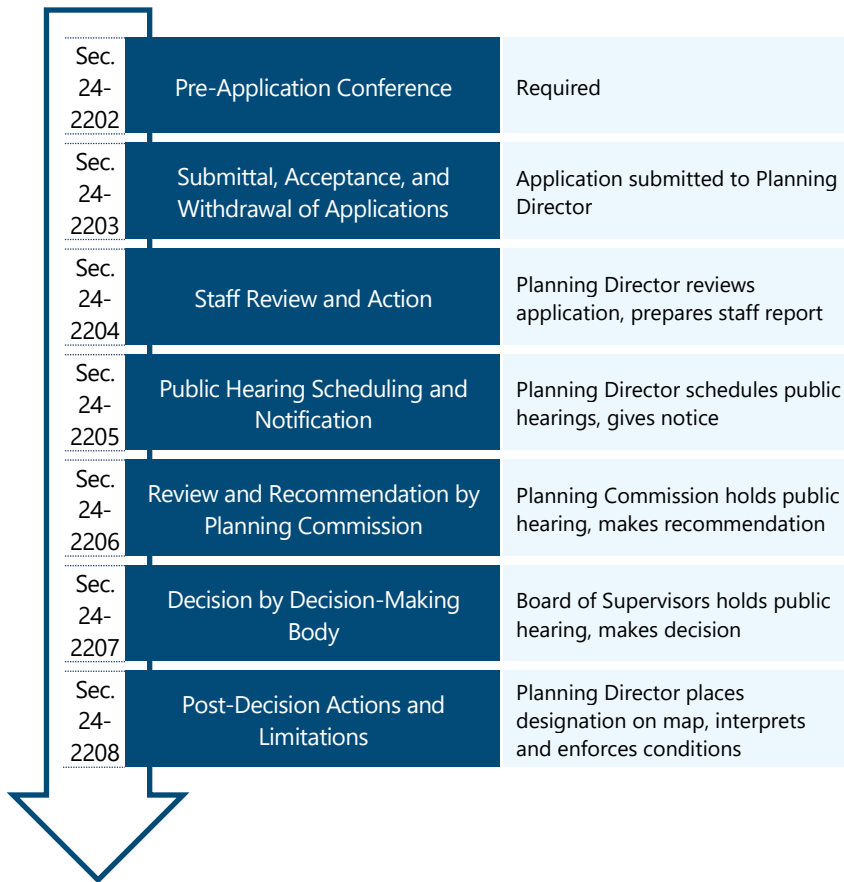 Sec.
24-
2202
Pre-Application Conference
Required
Sec.
24-
2203
Submittal, Acceptance, and
Withdrawal of Applications
Application submitted to Planning
Director
Sec.
24-
2204
Staff Review and Action
Planning Director reviews
application, prepares staff report
Sec.
24-
2205
Public Hearing Scheduling and
Notification
Planning Director schedules public
hearings, gives notice
Sec.
24-
2206
Review and Recommendation by
Planning Commission
Planning Commission holds public
hearing, makes recommendation
Sec.
24-
2207
Decision by Decision-Making
Body
Board of Supervisors holds public
hearing, makes decision
Sec.
24-
2208
Post-Decision Actions and
Limitations
Planning Director places
designation on map, interprets
and enforces conditions